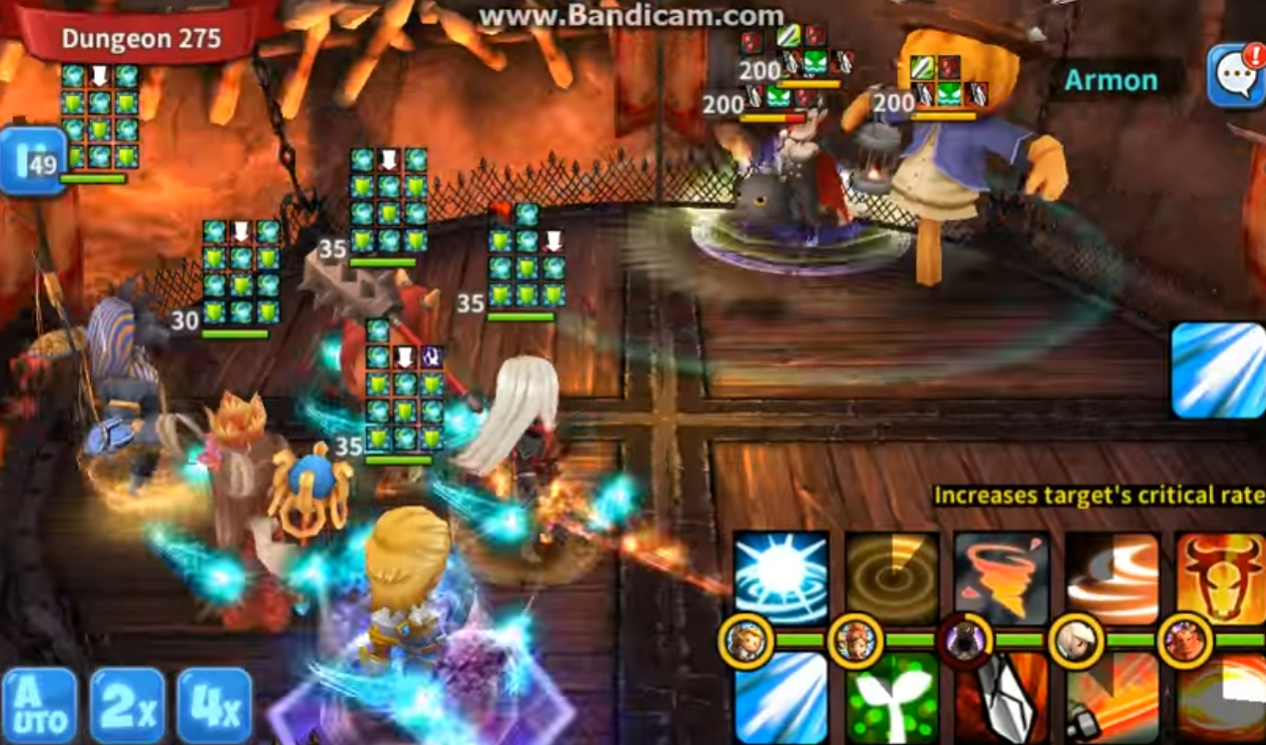 www.Bandicam.com
Dungeon 275
200
200
200
Armon
49
35
35
30
35
Increases target's critical rate
A
UTO
2x
4x